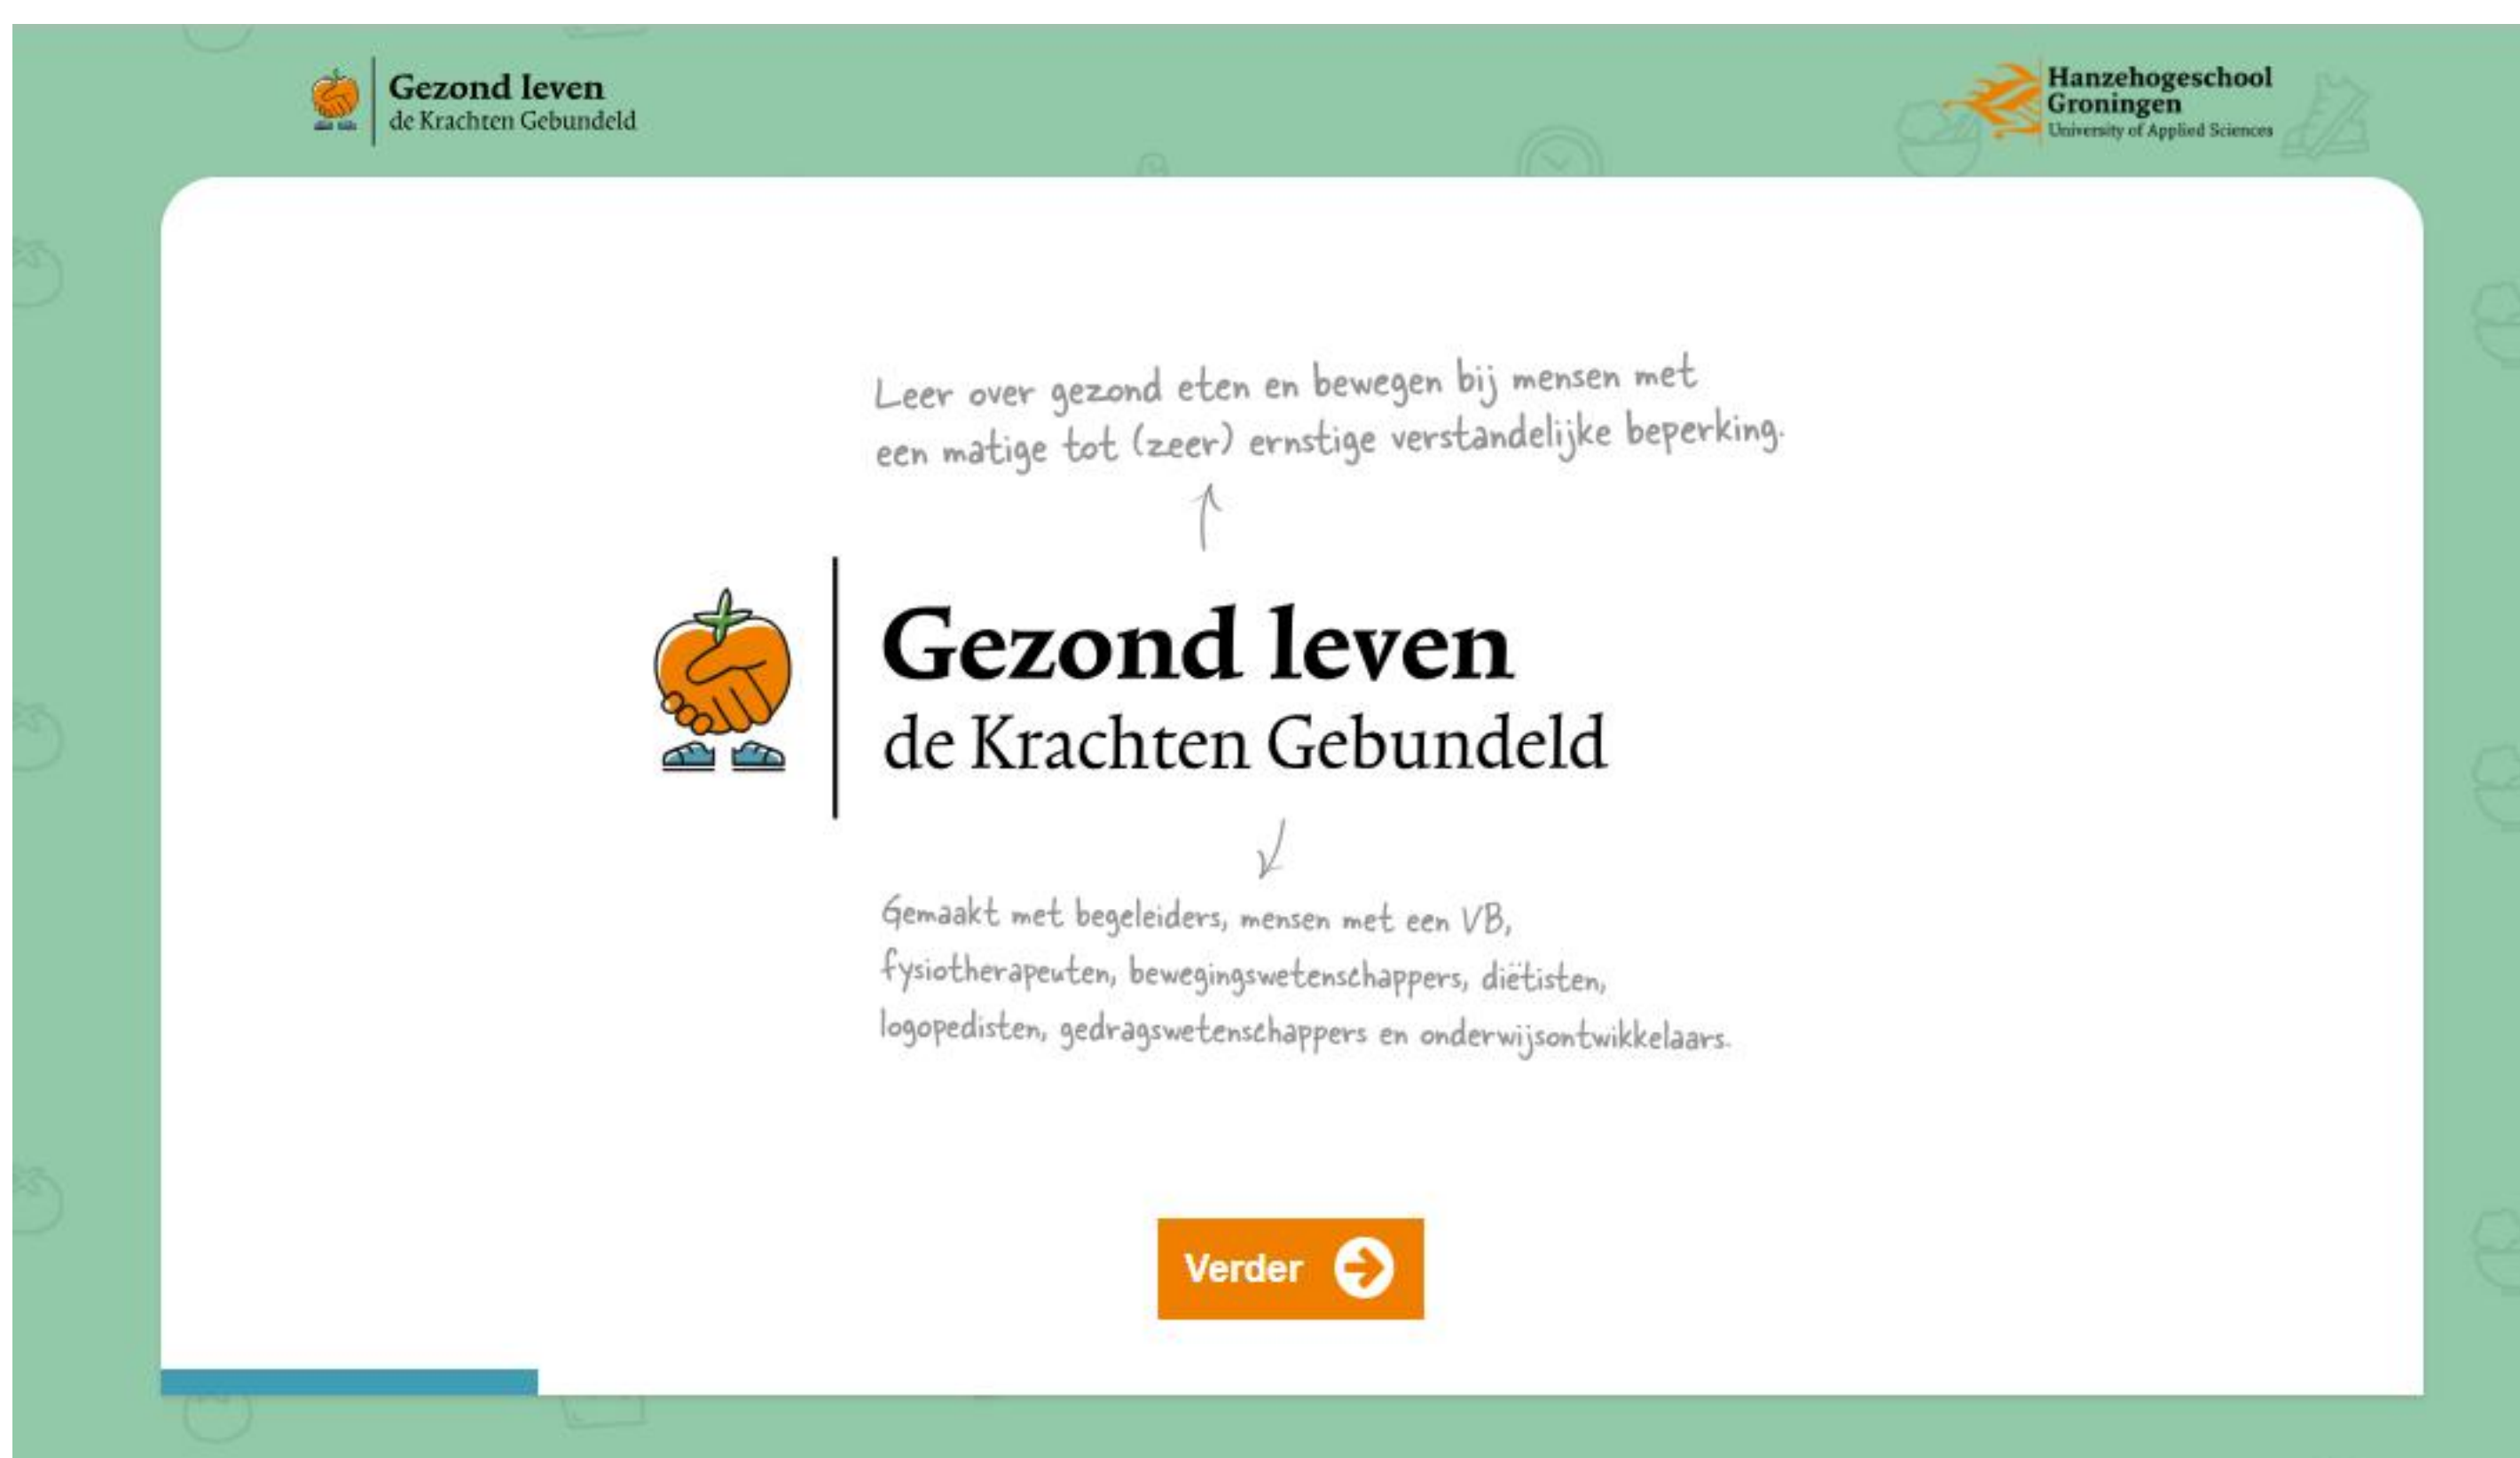 Gezond leven
de Krachten Gebundeld
Hanzehogeschool
Groningen
University of Applied Sciences
Leer over gezond eten en bewegen bij mensen met
een matige tot (zeer) ernstige verstandelijke beperking.
Gezond leven
de Krachten Gebundeld
Gemaakt met begeleiders, mensen met een VB,
fysiotherapeuten, bewegingswetenschappers, diëtisten,
logopedisten, gedragswetenschappers en onderwijsontwikkelaars.
Verder